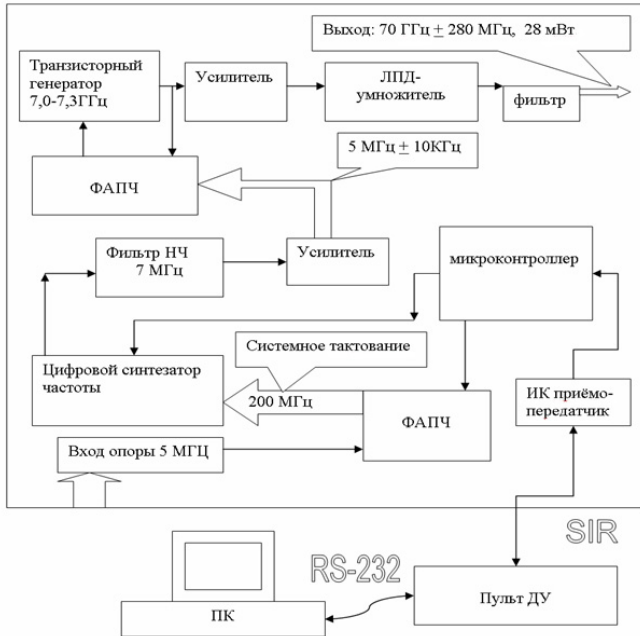 Выход: 70 ГГц ± 280 МГц, 28 мВт
Транзисторный
генератор
7,0-7,3ГГц
Усилитель
ЛПД-
умножитель
фильтр
5 МГц ± 10КГц
ФАПЧ
Фильтр НЧ
7 МГц
Усилитель
микроконтроллер
Системное тактование
Цифровой синтезатор
частоты
200 МГц
ФАПЧ
ИК приёмо-
передатчик
Вход опоры 5 МГЦ
SIR
RS-232
ПК
Пульт ДУ